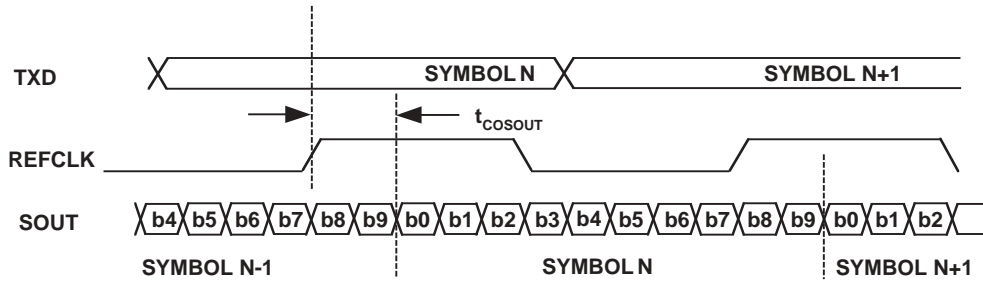 TXD SYMBOL N SYMBOL N+1
tCOSOUT
REFCLK
SOUT b4 b5 b6 b7 b8 b9 b0 b1 b2 b3 b4 b5 b6 b7 b8 b9 b0 b1 b2
SYMBOL N-1 SYMBOL N SYMBOL N+1